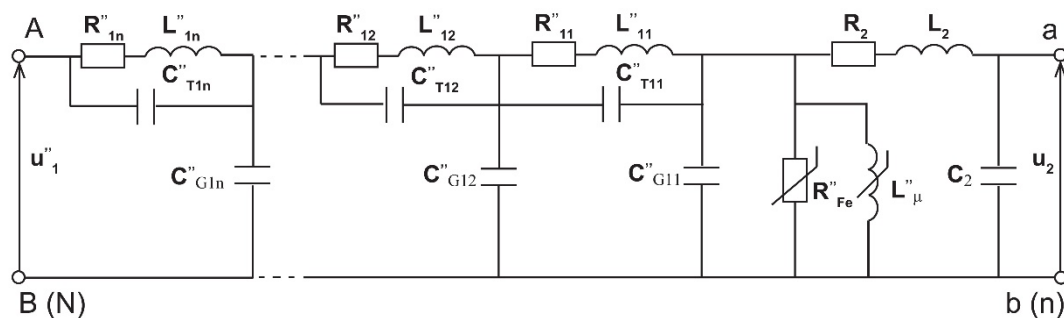 A R"1n L"1n R"12 L"12 R"11 L"11 R2 L2 a
C"T1n C"T12 C"T11
u"1 C"G1n C"G12 C"G11 R"Fe L"μ C2 u2
B (N) b (n)